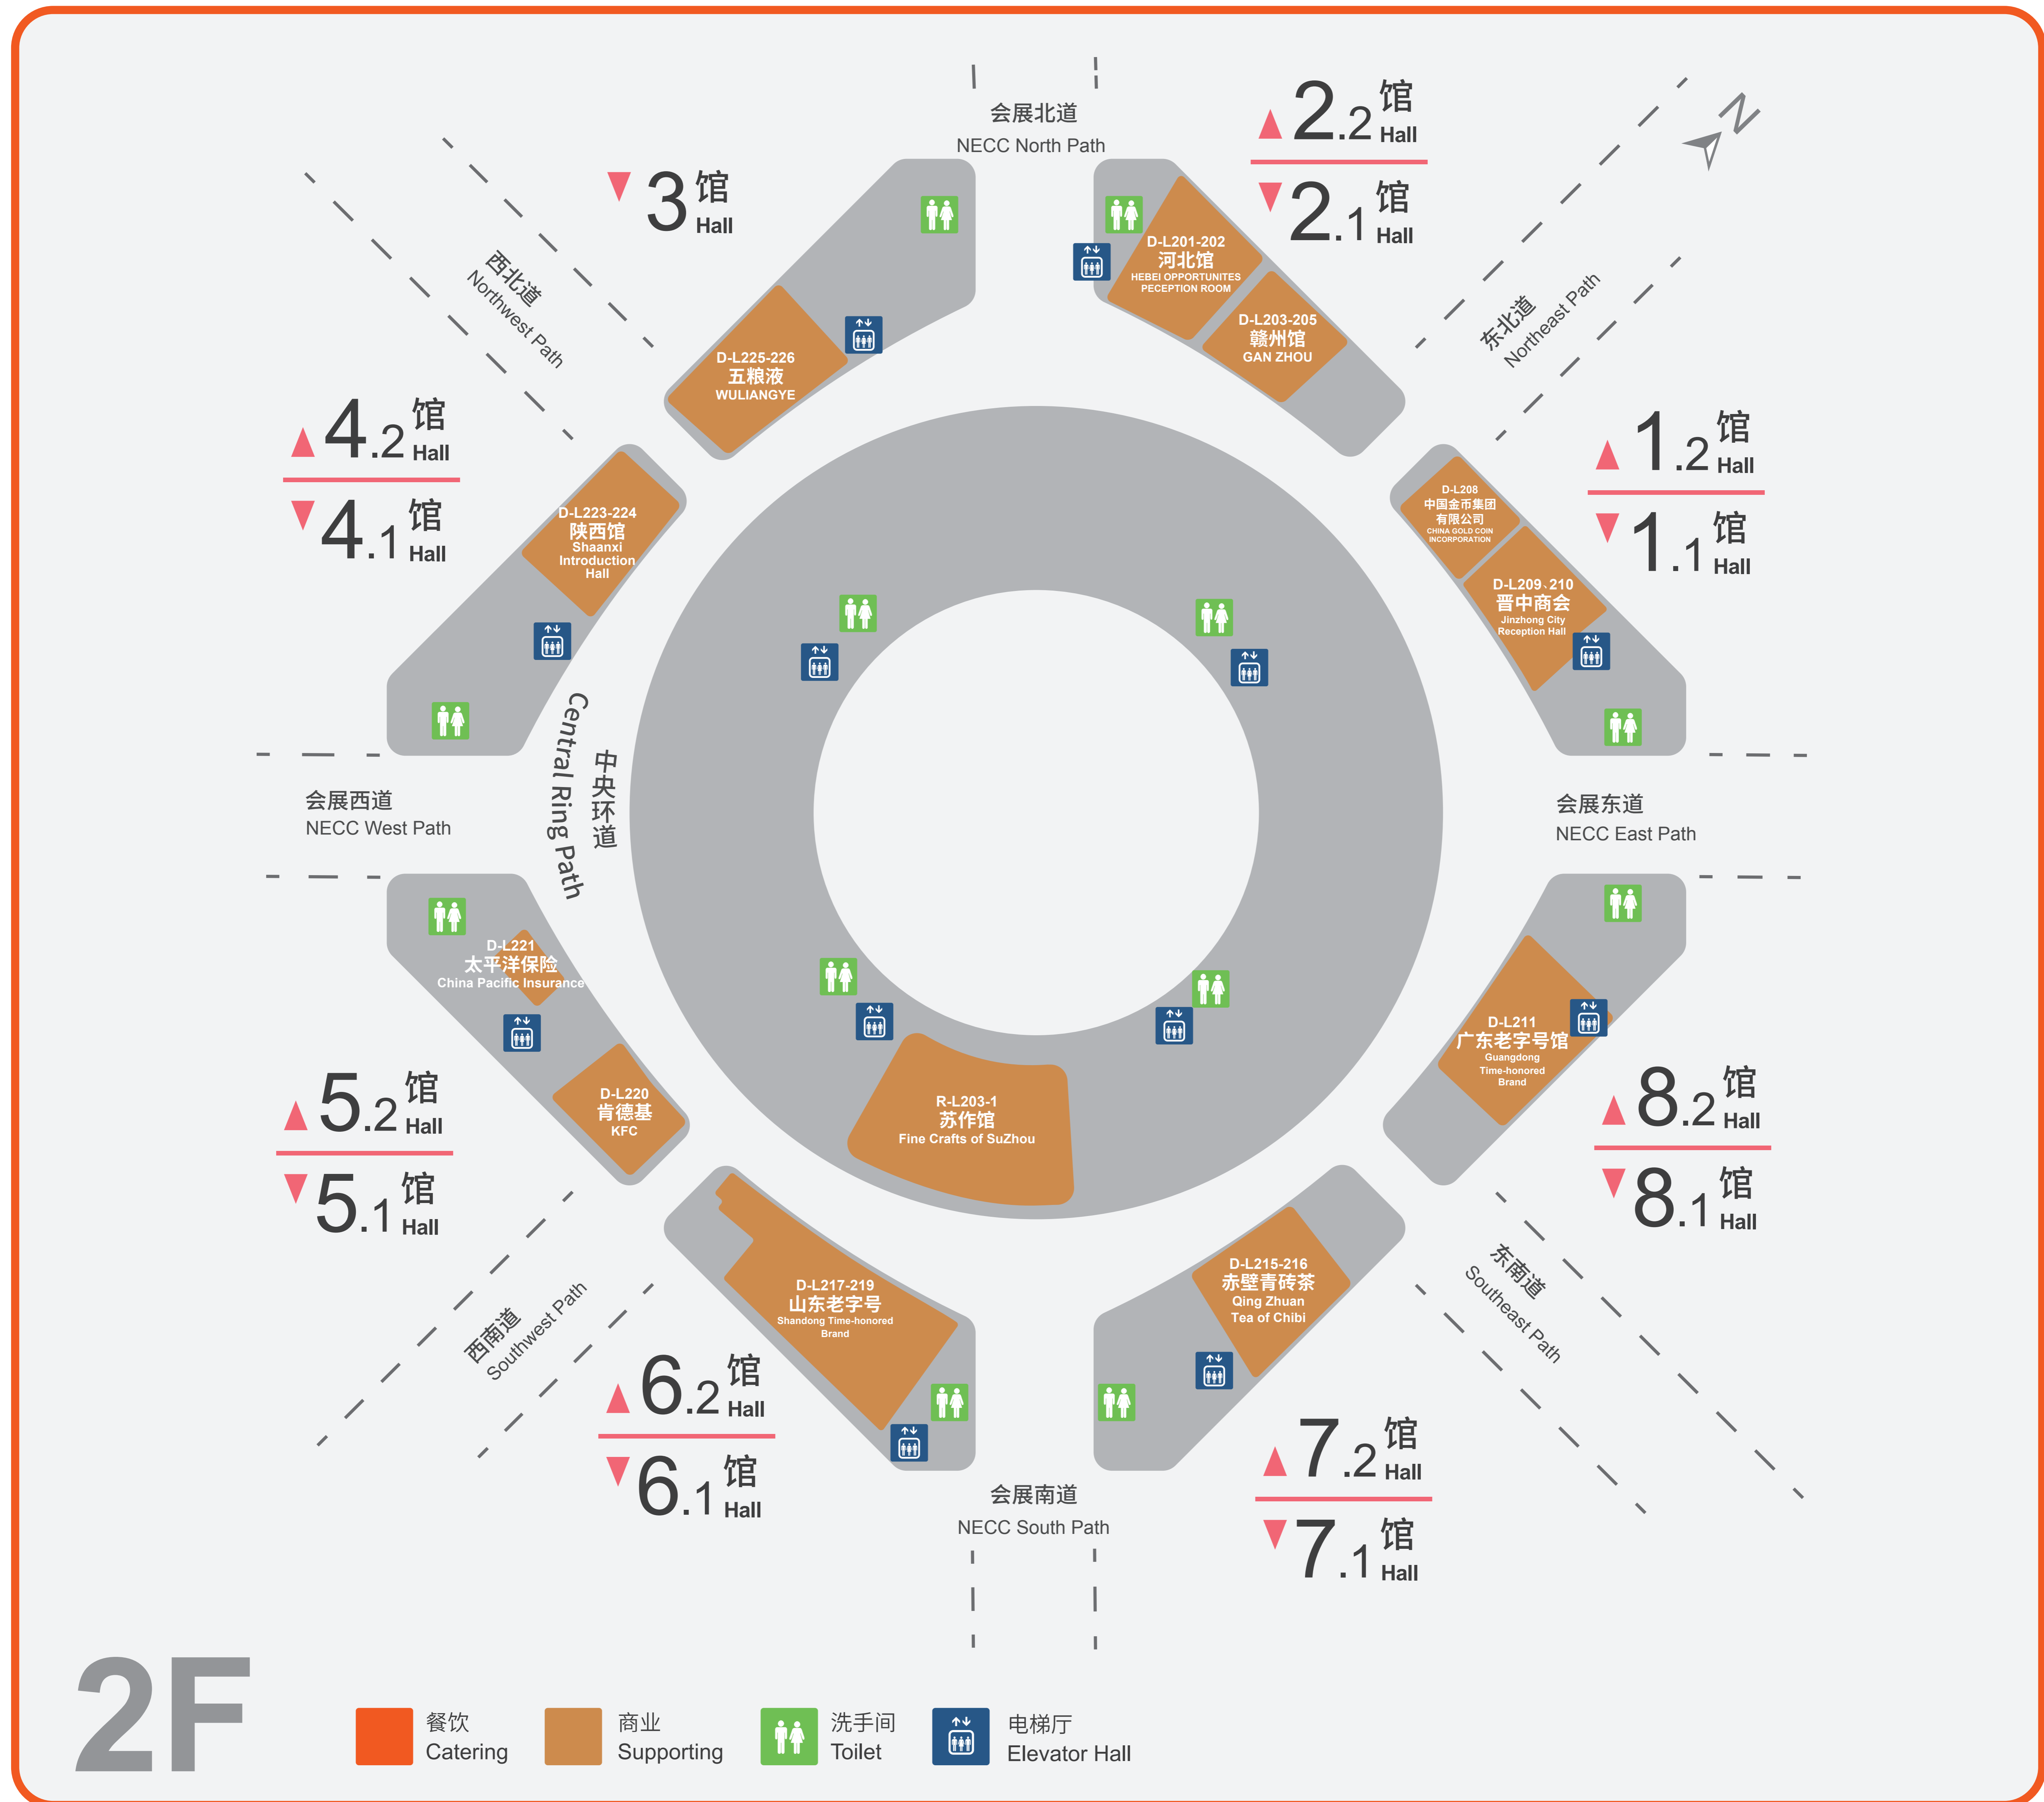 会展北道
NECC North Path
N
2.2 馆
Hall
2.1 馆
Hall
3 馆
Hall
西北道
Northwest Path
东北道
Northeast Path
D-L201-202
河北馆
HEBEI OPPORTUNITES
PECEPTION ROOM
D-L203-205
赣州馆
GAN ZHOU
D-L225-226
五粮液
WULIANGYE
4.2 馆
Hall
4.1 馆
Hall
1.2 馆
Hall
1.1 馆
Hall
D-L223-224
陕西馆
Shaanxi
Introduction
Hall
D-L208
中国金币集团
有限公司
CHINA GOLD COIN
INCORPORATION
D-L209、210
晋中商会
Jinzhong City
Reception Hall
中央环道
Central Ring Path
会展西道
NECC West Path
会展东道
NECC East Path
D-L221
太平洋保险
China Pacific Insurance
D-L220
肯德基
KFC
R-L203-1
苏作馆
Fine Crafts of SuZhou
D-L211
广东老字号馆
Guangdong
Time-honored
Brand
5.2 馆
Hall
5.1 馆
Hall
8.2 馆
Hall
8.1 馆
Hall
D-L217-219
山东老字号
Shandong Time-honored
Brand
D-L215-216
赤壁青砖茶
Qing Zhuan
Tea of Chibi
西南道
Southwest Path
东南道
Southeast Path
6.2 馆
Hall
6.1 馆
Hall
7.2 馆
Hall
7.1 馆
Hall
会展南道
NECC South Path
2F
餐饮
Catering
商业
Supporting
洗手间
Toilet
电梯厅
Elevator Hall